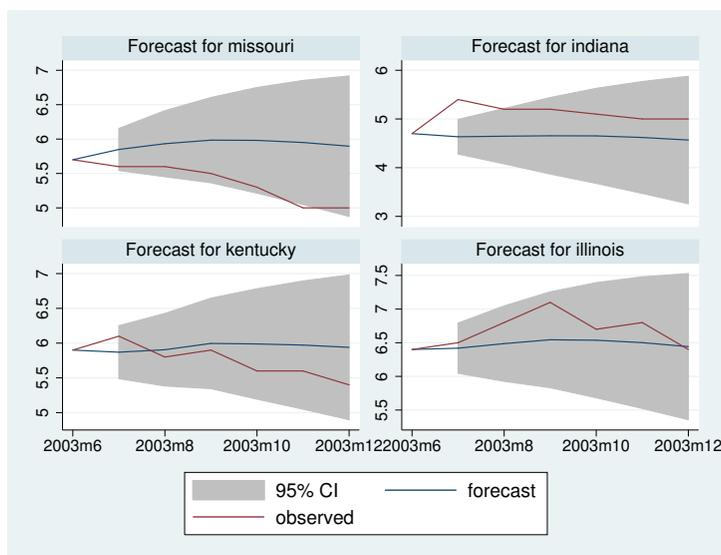 Forecast for missouri
7
6.5
6
5.5
5
Forecast for indiana
6
5
4
3
Forecast for kentucky
7
6.5
6
5.5
5
2003m6 2003m8 2003m10 2003m12
Forecast for illinois
7.5
7
6.5
6
5.5
2003m6 2003m8 2003m10 2003m12
95% CI forecast
observed